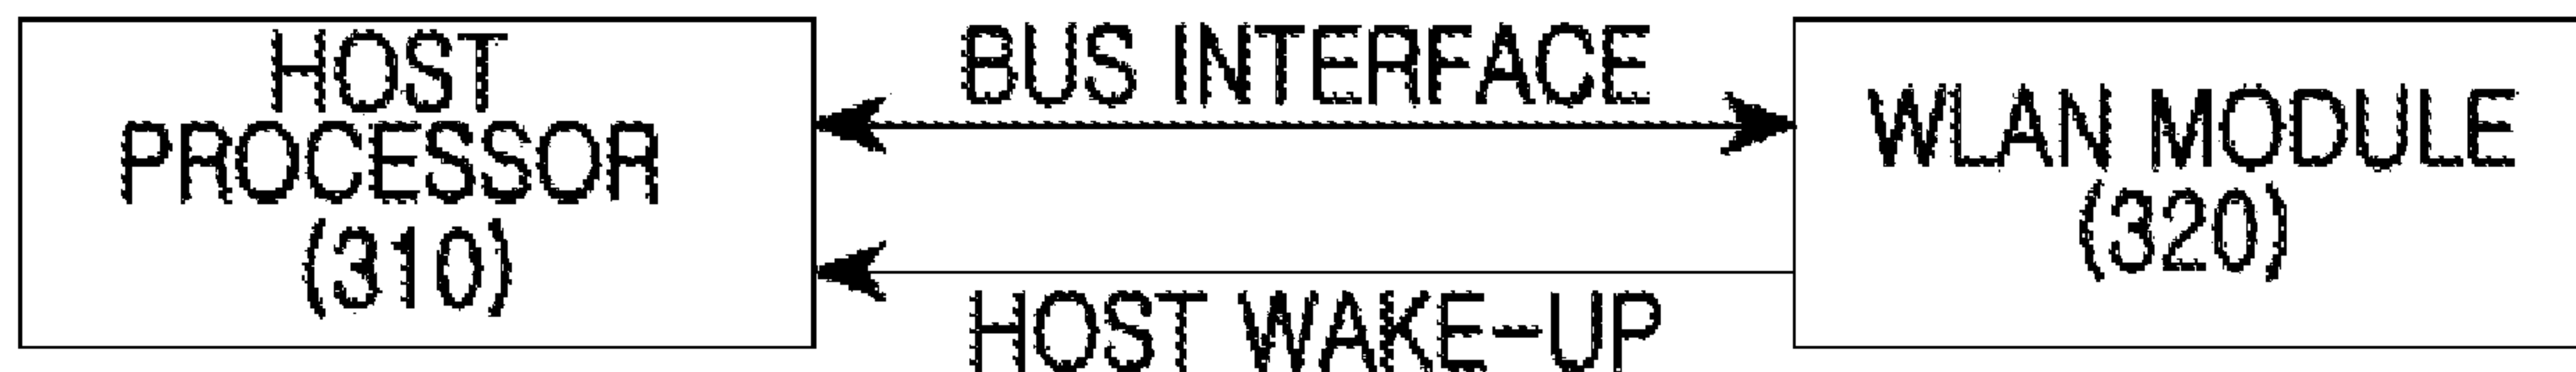 HOST
PROCESSOR
(310)
BUS INTERFACE
HOST WAKE-UP
WLAN MODULE
(320)